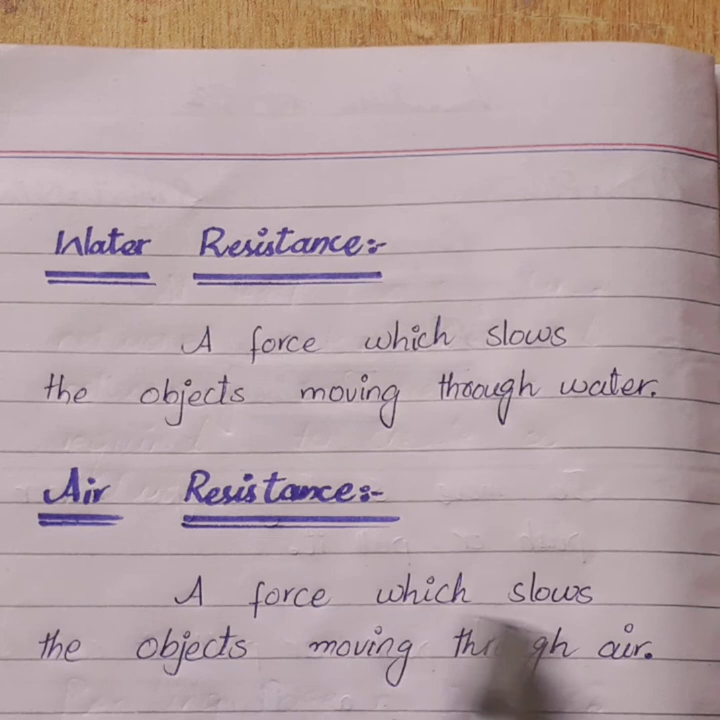 Water Resistance:-
A force which slows
the objects moving through water.
Air Resistance:-
A force which slows
the objects moving through air.